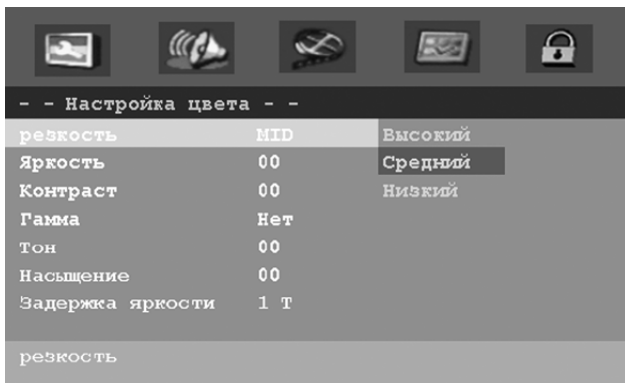 - - Настройка цвета - -
резкость MID Высокий
Яркость 00 Средний
Контраст 00 Низкий
Гамма Нет
Тон 00
Насыщение 00
Задержка яркости 1 T
резкость